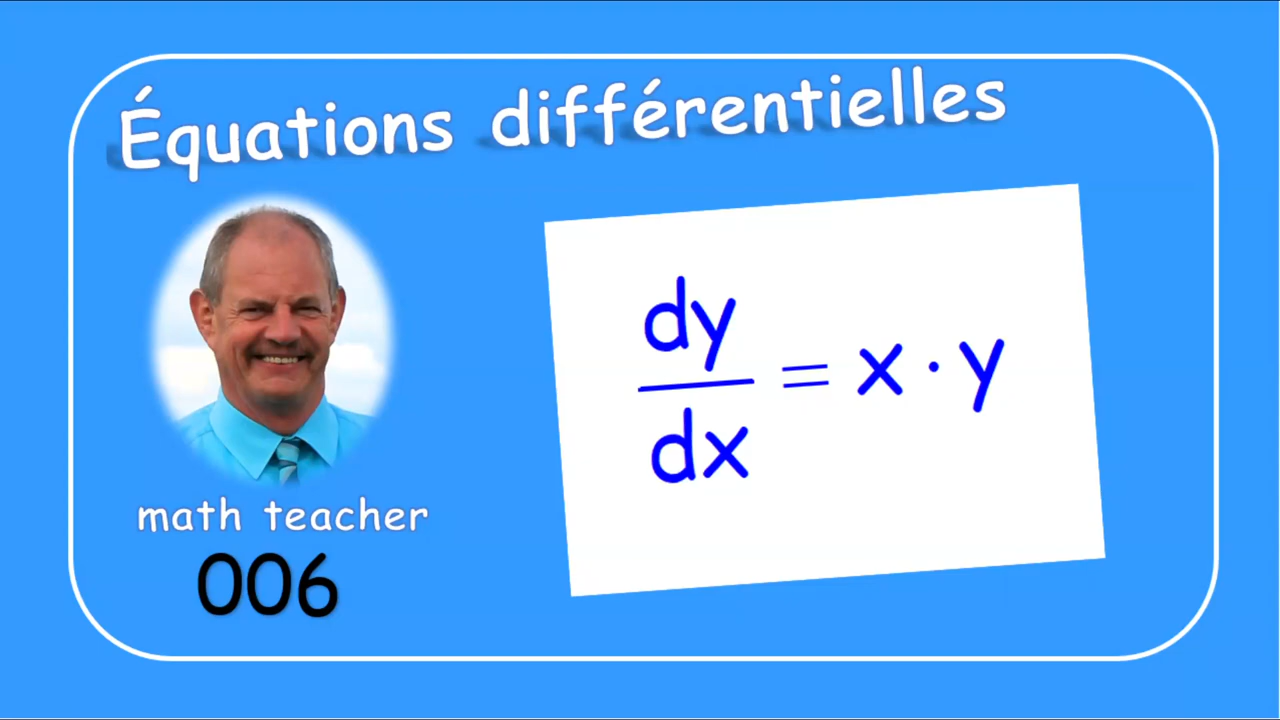 Équations différentielles
dy
dx
= x · y
math teacher
006